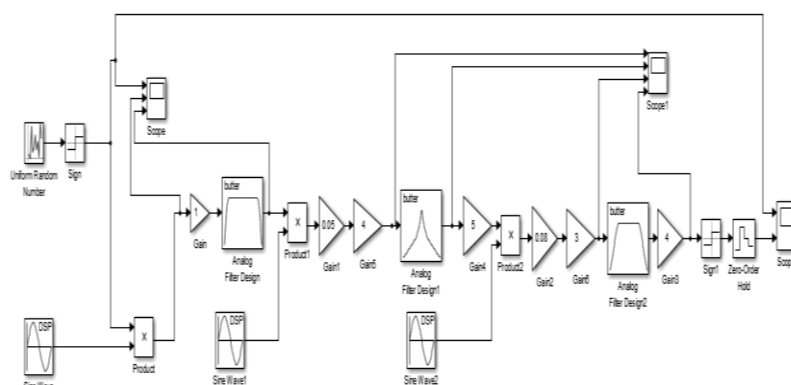 Scope
Scope1
Uniform Random
Number
Sign
1
Gain
butter
Analog
Filter Design
X
Product1
0.05
Gain1
4
Gain5
butter
Analog
Filter Design1
5
Gain4
X
Product2
0.08
Gain2
3
Gain6
butter
Analog
Filter Design2
4
Gain3
Sign1
Zero-Order
Hold
DSP
X
Product
DSP
Sine Wave1
DSP
Sine Wave2